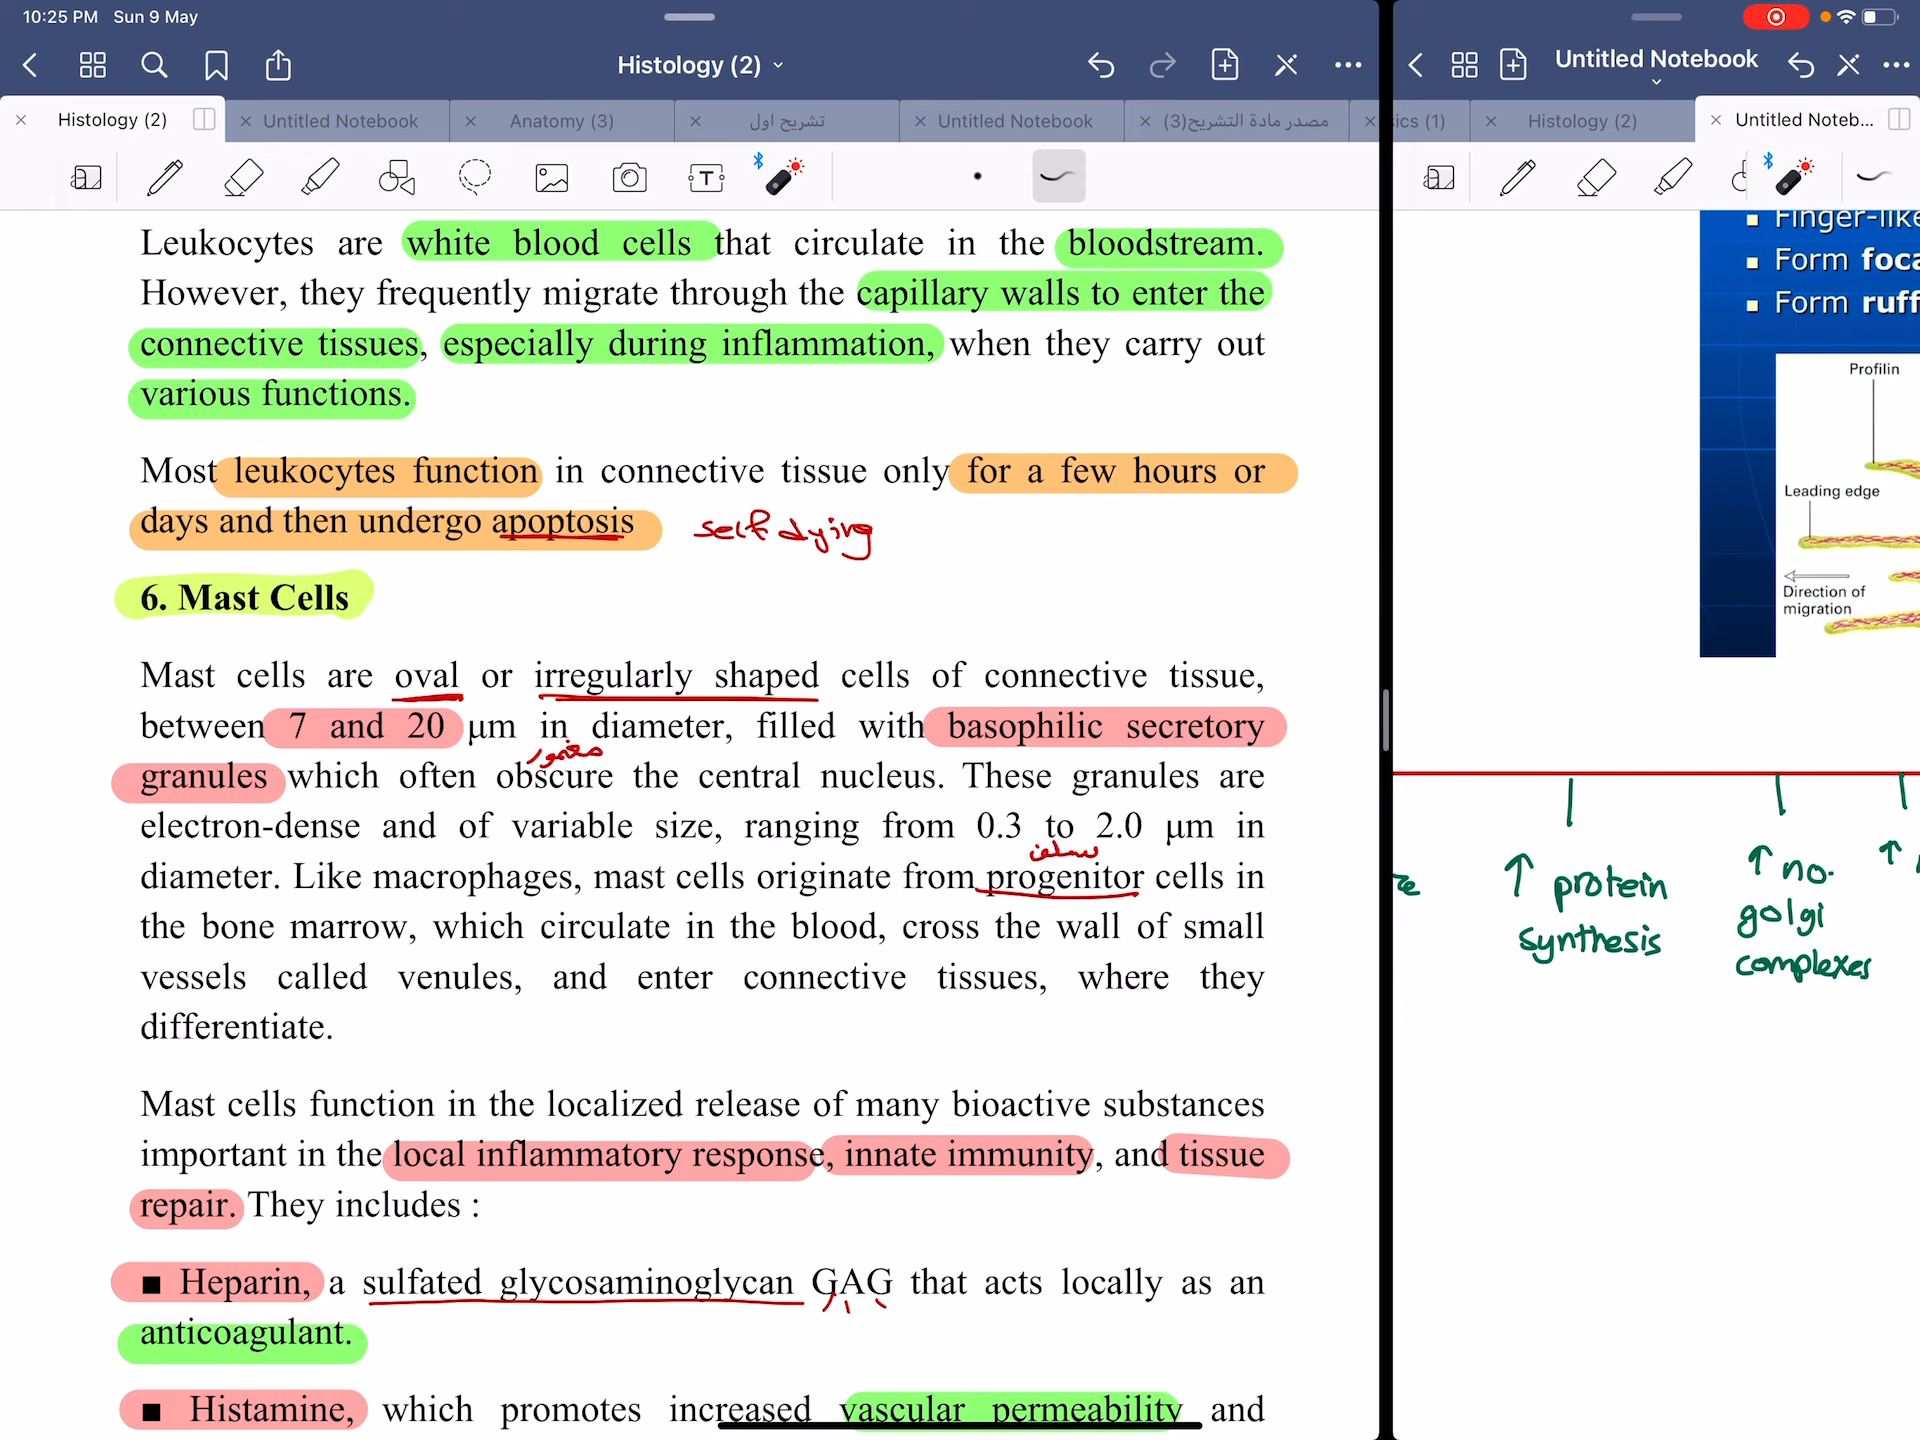 10:25 PM Sun 9 May
Histology (2)
Untitled Notebook
Histology (2)
Untitled Notebook
Anatomy (3)
تشريح اول
Untitled Notebook
مصدر مادة التشريح(3)
ics (1)
Histology (2)
Untitled Noteb...
Leukocytes are white blood cells that circulate in the bloodstream.
However, they frequently migrate through the capillary walls to enter the
connective tissues, especially during inflammation, when they carry out
various functions.
Most leukocytes function in connective tissue only for a few hours or
days and then undergo apoptosis self dying
6. Mast Cells
Mast cells are oval or irregularly shaped cells of connective tissue,
between 7 and 20 μm in diameter, filled with basophilic secretory
granules which often obscure the central nucleus. These granules are
electron-dense and of variable size, ranging from 0.3 to 2.0 μm in
diameter. Like macrophages, mast cells originate from progenitor cells in
the bone marrow, which circulate in the blood, cross the wall of small
vessels called venules, and enter connective tissues, where they
differentiate.
Mast cells function in the localized release of many bioactive substances
important in the local inflammatory response, innate immunity, and tissue
repair. They includes :
■ Heparin, a sulfated glycosaminoglycan GAG that acts locally as an
anticoagulant.
■ Histamine, which promotes increased vascular permeability and
Finger-like
Form foca
Form ruff
Profilin
Leading edge
Direction of
migration
↑ protein
synthesis
↑ no.
golgi
complexes
↑